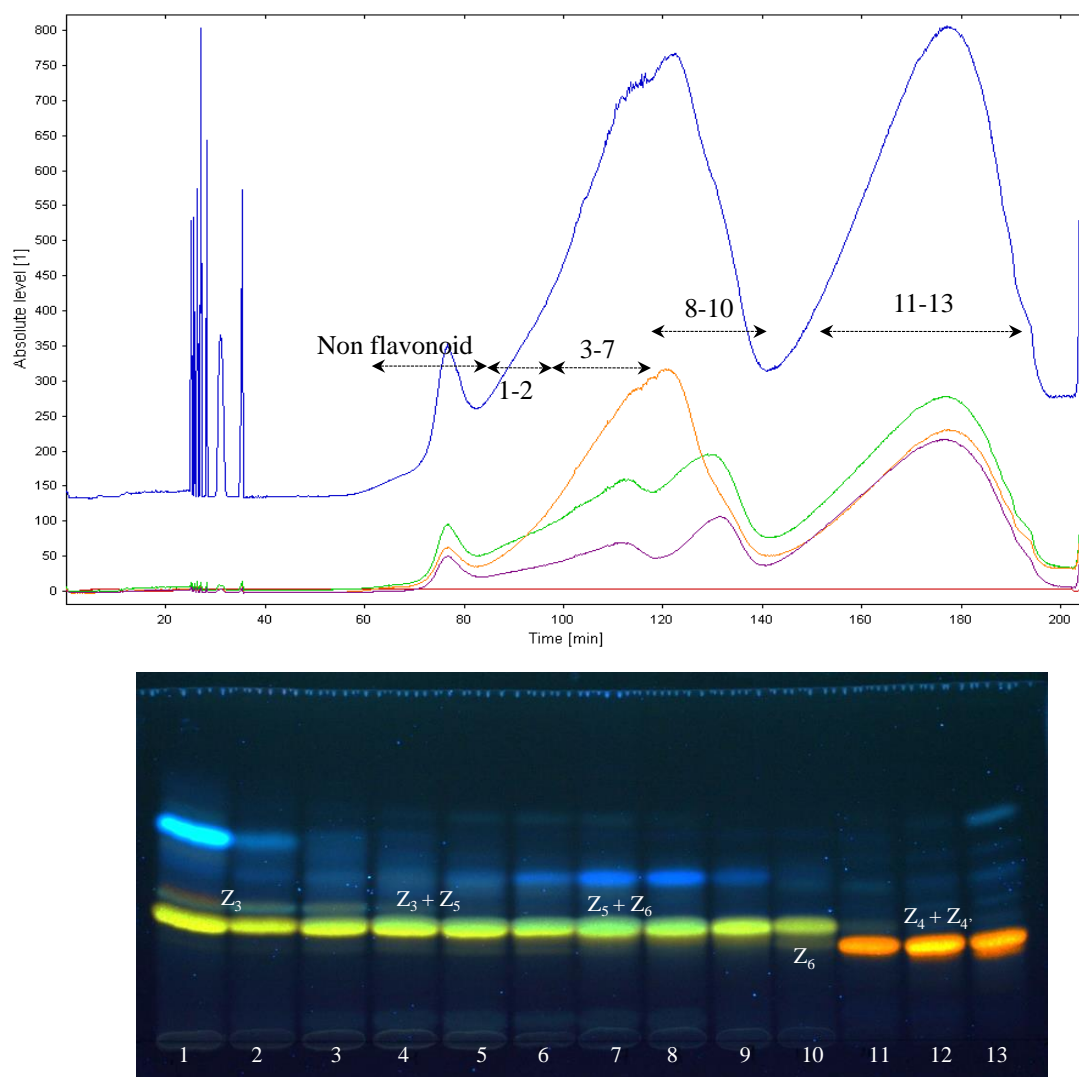 800
750
700
650
600
550
500
450
400
350
300
250
200
150
100
50
0
Absolute level [1]
20 40 60 80 100 120 140 160 180 200
Time [min]
Non flavonoid
1-2
3-7
8-10
11-13
Z₃
Z₃ + Z₅
Z₅ + Z₆
Z₄ + Z₄'
Z₆
1 2 3 4 5 6 7 8 9 10 11 12 13